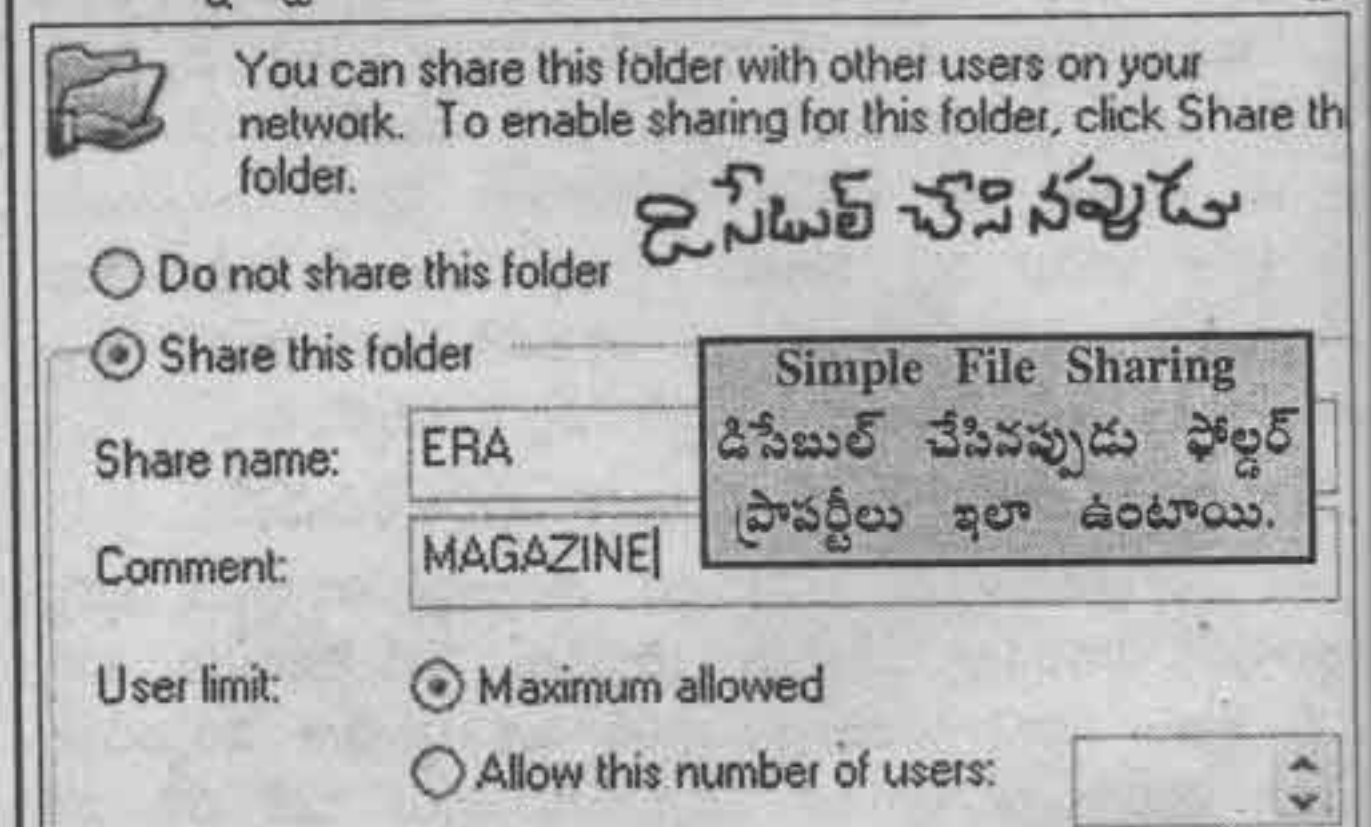 You can share this folder with other users on your
network. To enable sharing for this folder, click Share th
folder.
డిసేబుల్ చేసినపుడు
Do not share this folder
Share this folder
Simple File Sharing
డిసేబుల్ చేసినప్పుడు ఫోల్డర్
ప్రాపర్టీలు ఇలా ఉంటాయి.
Share name: ERA
Comment: MAGAZINE
User limit: Maximum allowed
Allow this number of users: